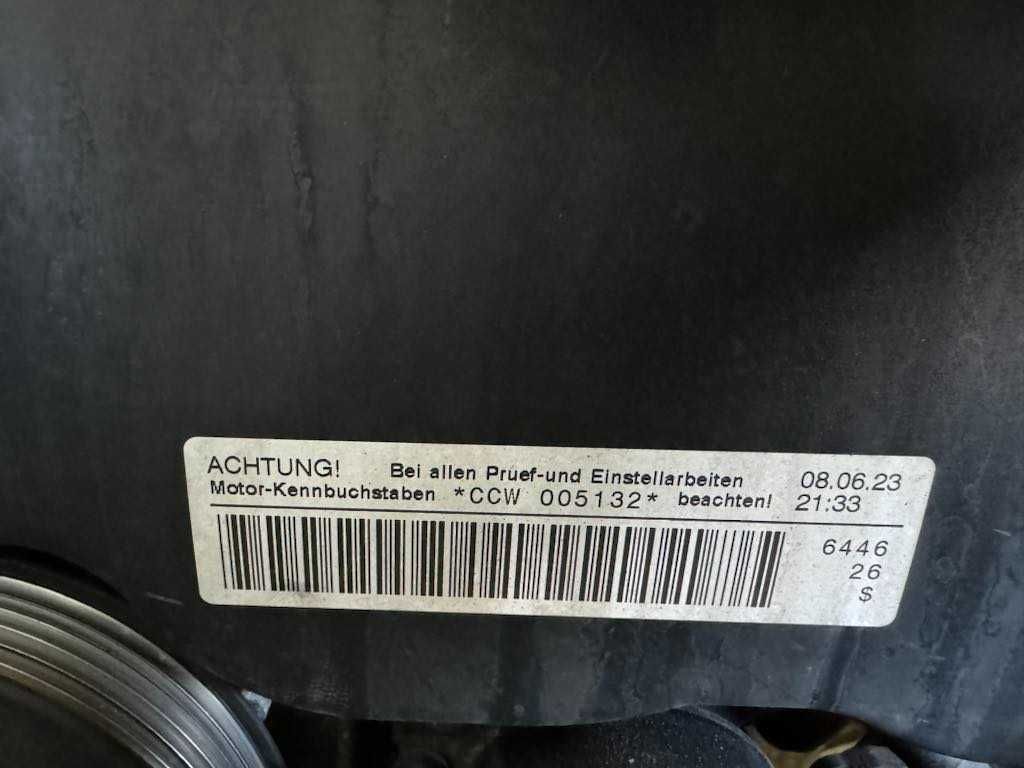 ACHTUNG! Bei allen Pruef-und Einstellarbeiten 08.06.23
Motor-Kennbuchstaben *CCW 005132* beachten! 21:33
6446
26
$